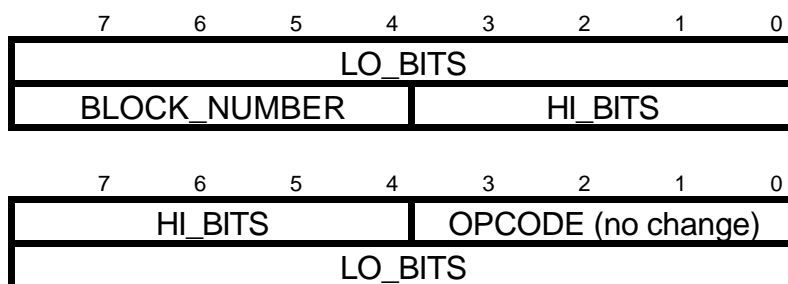 7 6 5 4 3 2 1 0
LO_BITS
BLOCK_NUMBER HI_BITS
7 6 5 4 3 2 1 0
HI_BITS OPCODE (no change)
LO_BITS